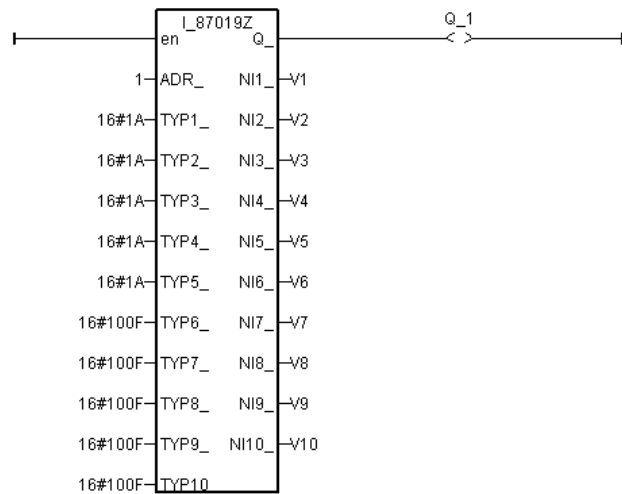 I_87019Z Q_1
en Q_
1 ADR_ NI1_ V1
16#1A TYP1_ NI2_ V2
16#1A TYP2_ NI3_ V3
16#1A TYP3_ NI4_ V4
16#1A TYP4_ NI5_ V5
16#1A TYP5_ NI6_ V6
16#100F TYP6_ NI7_ V7
16#100F TYP7_ NI8_ V8
16#100F TYP8_ NI9_ V9
16#100F TYP9_ NI10_ V10
16#100F TYP10